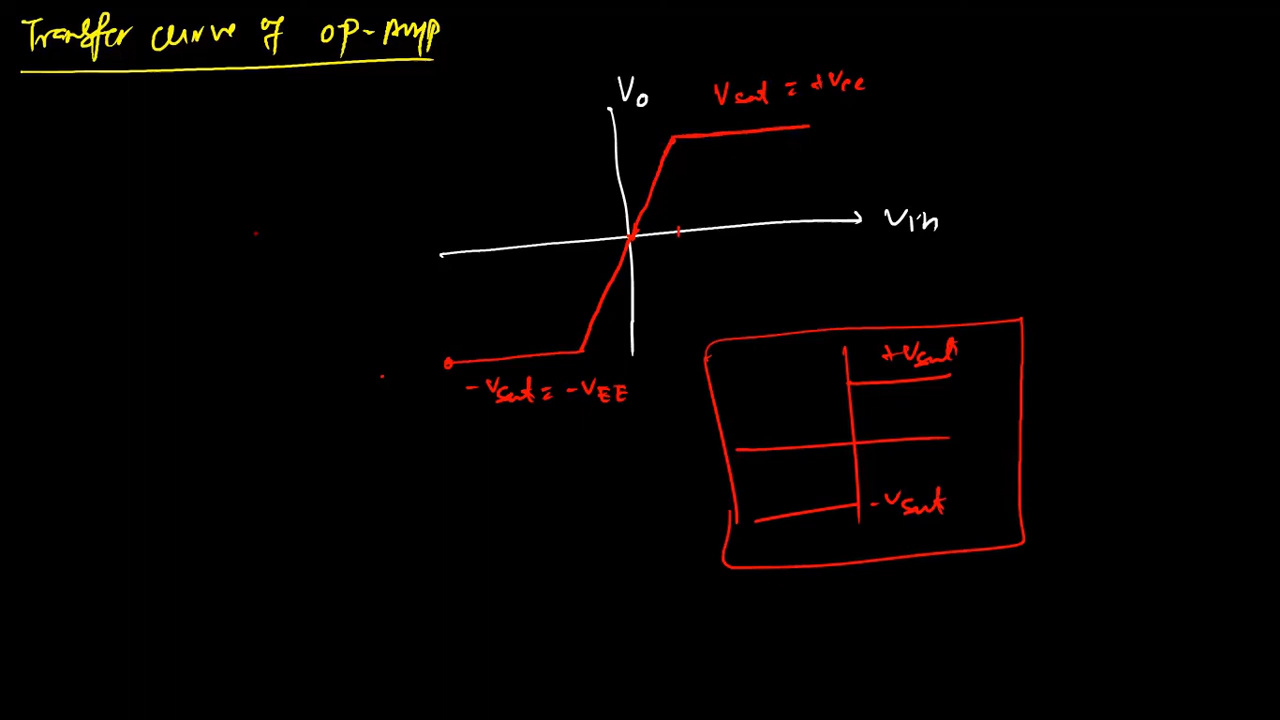 Transfer curve of OP-Amp
Vo
Vsat = +Vcc
Vin
-Vsat = -VEE
+Vsat
-Vsat